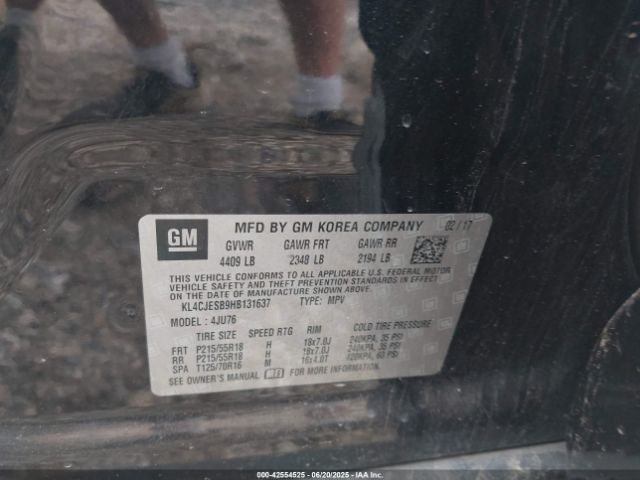 GM
MFD BY GM KOREA COMPANY 02/17
GVWR GAWR FRT GAWR RR
4409 LB 2348 LB 2194 LB
THIS VEHICLE CONFORMS TO ALL APPLICABLE U.S. FEDERAL MOTOR
VEHICLE SAFETY AND THEFT PREVENTION STANDARDS IN EFFECT
ON THE DATE OF MANUFACTURE SHOWN ABOVE.
KL4CJESB9HB131637 TYPE: MPV
MODEL: 4JU76
TIRE SIZE SPEED RTG RIM COLD TIRE PRESSURE
FRT P215/55R18 H 18x7.0J 240KPA, 35 PSI
RR P215/55R18 H 18x7.0J 240KPA, 35 PSI
SPA T125/70R16 M 16x4.0T 420KPA, 60 PSI
SEE OWNER'S MANUAL FOR MORE INFORMATION
000-42554525 - 06/20/2025 - IAAI.com